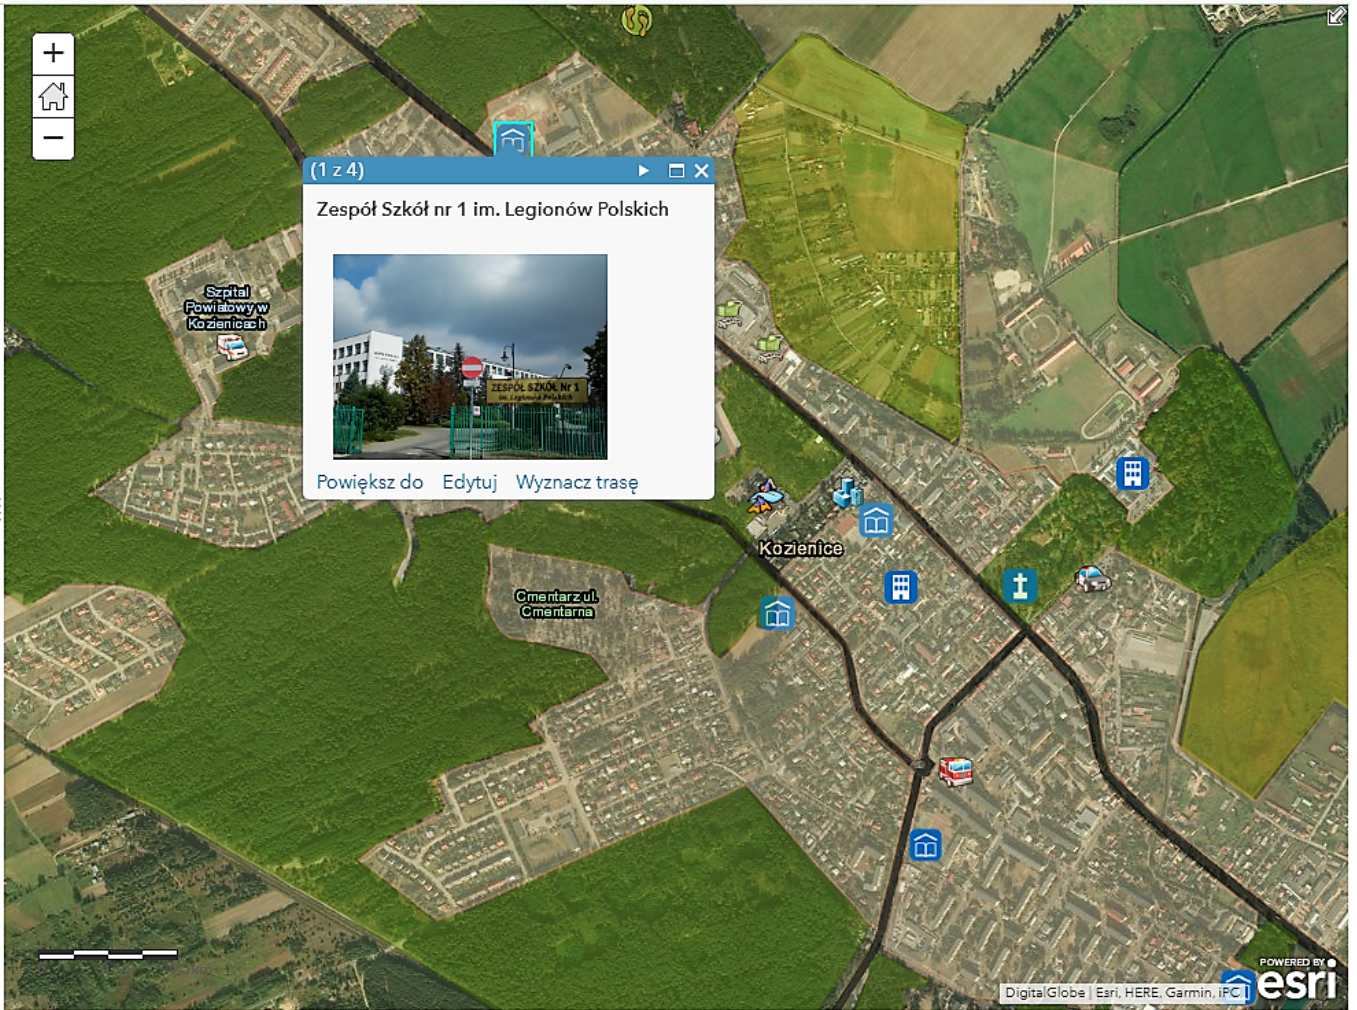 +
−
(1 z 4)
Zespół Szkół nr 1 im. Legionów Polskich
ZESPÓŁ SZKÓŁ Nr 1
im. Legionów Polskich
Powiększ do Edytuj Wyznacz trasę
Szpital
Powiatowy w
Kozienicach
Kozienice
Cmentarz ul.
Cmentarna
POWERED BY
esri
DigitalGlobe | Esri, HERE, Garmin, iPC